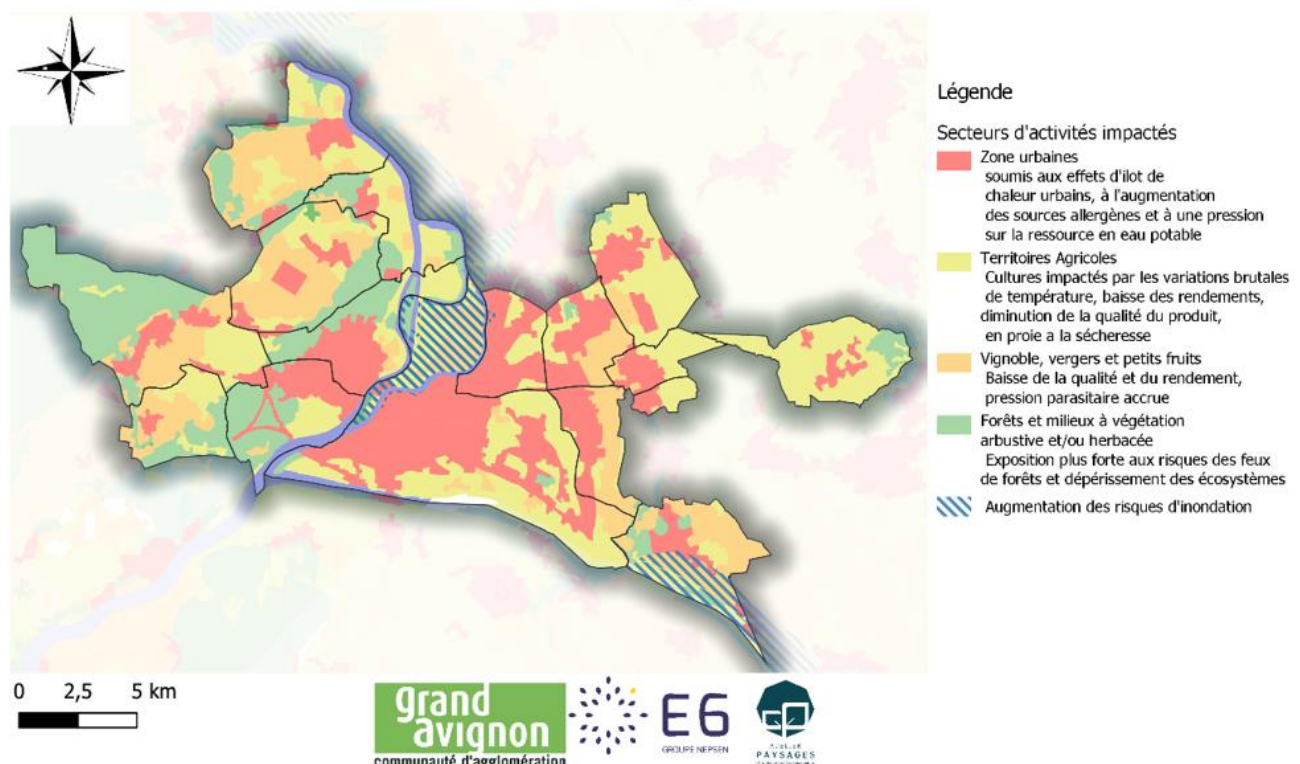 Légende
Secteurs d'activités impactés
Zone urbaines
soumis aux effets d'ilot de
chaleur urbains, à l'augmentation
des sources allergènes et à une pression
sur la ressource en eau potable
Territoires Agricoles
Cultures impactés par les variations brutales
de température, baisse des rendements,
diminution de la qualité du produit,
en proie a la sécheresse
Vignoble, vergers et petits fruits
Baisse de la qualité et du rendement,
pression parasitaire accrue
Forêts et milieux à végétation
arbustive et/ou herbacée
Exposition plus forte aux risques des feux
de forêts et dépérissement des écosystèmes
Augmentation des risques d'inondation
0 2,5 5 km
grand
avignon
communauté d'agglomération
E6
GROUPE NEPSEN
ATELIER
PAYSAGES